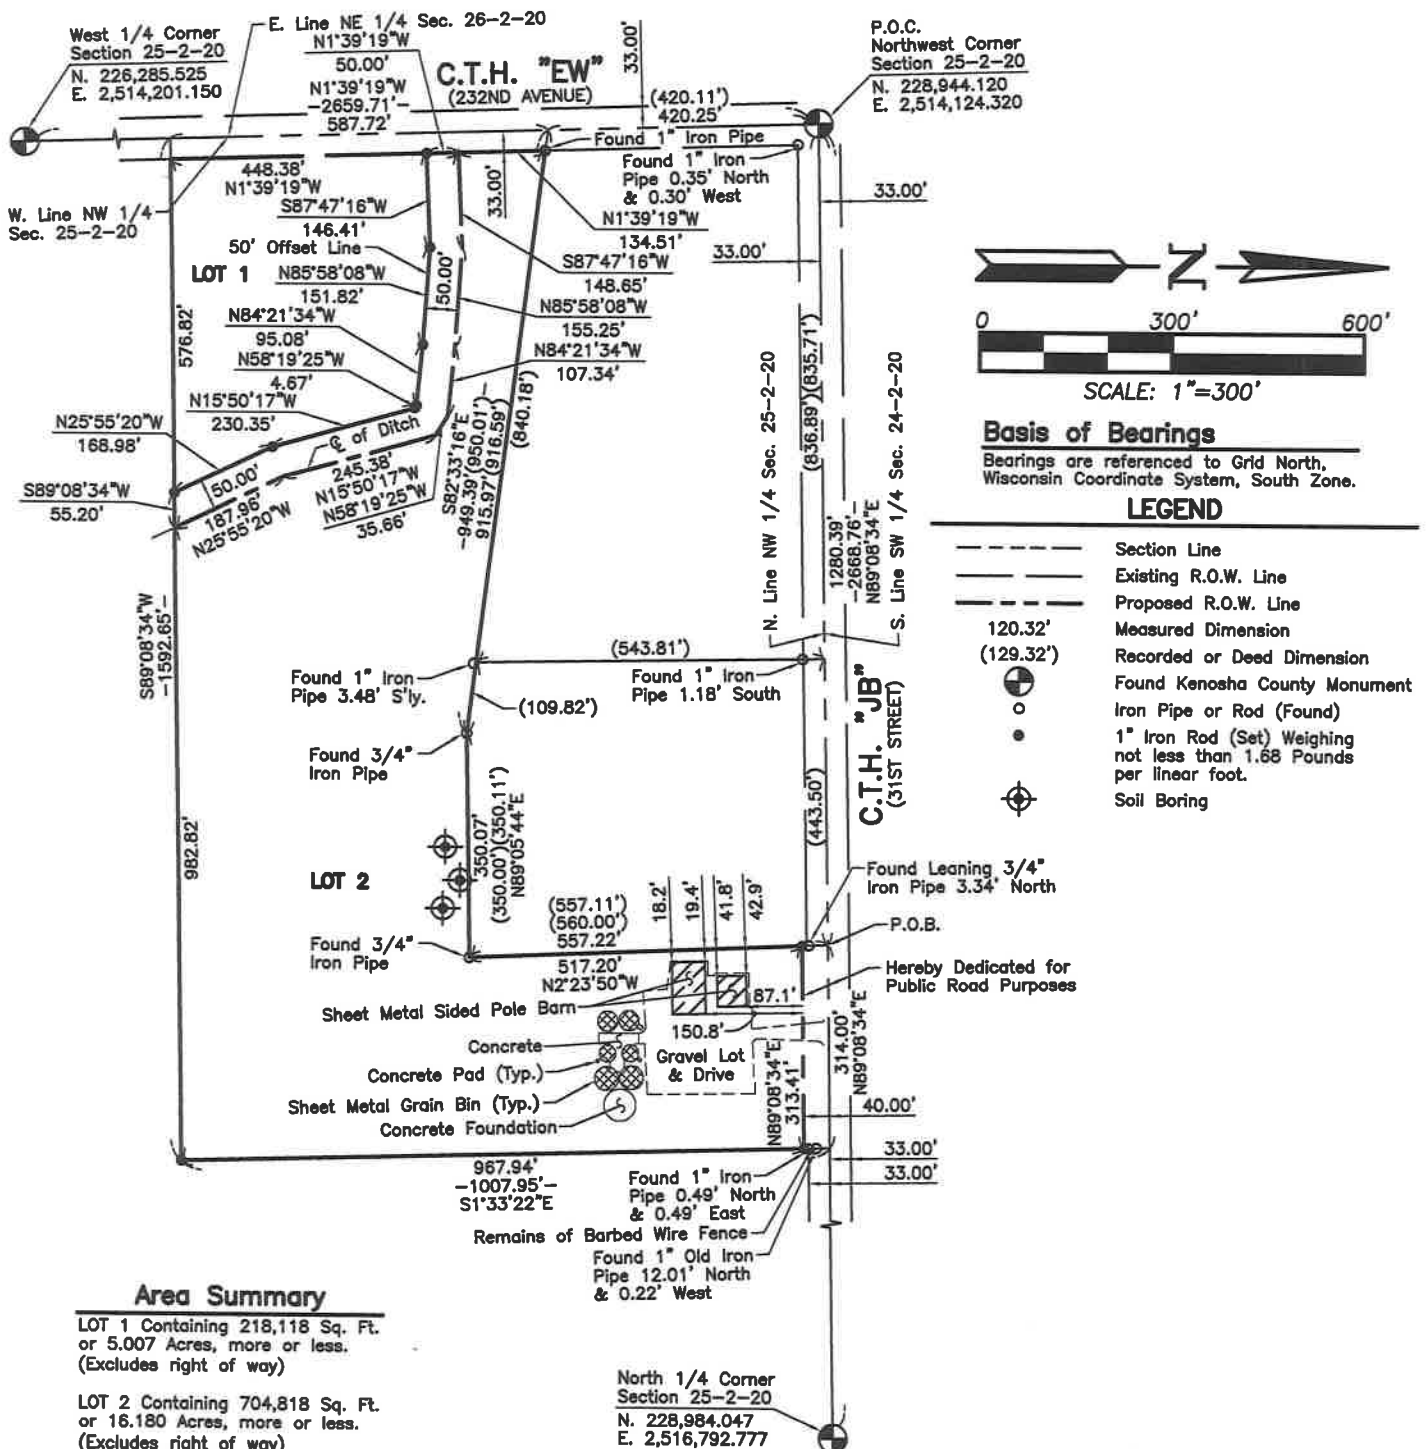 West 1/4 Corner
Section 25-2-20
N. 226,285.525
E. 2,514,201.150
E. Line NE 1/4 Sec. 26-2-20
N1°39'19"W
50.00'
N1°39'19"W
-2659.71'-
587.72'
C.T.H. "EW"
(232ND AVENUE)
33.00'
(420.11')
420.25'
P.O.C.
Northwest Corner
Section 25-2-20
N. 228,944.120
E. 2,514,124.320
Found 1" Iron Pipe
Found 1" Iron
Pipe 0.35' North
& 0.30' West
33.00'
448.38'
N1°39'19"W
W. Line NW 1/4
Sec. 25-2-20
S87°47'16"W
146.41'
33.00'
N1°39'19"W
134.51'
33.00'
50' Offset Line
S87°47'16"W
148.65'
LOT 1
N85°58'08"W
151.82'
50.00'
N85°58'08"W
155.25'
N84°21'34"W
95.08'
N84°21'34"W
107.34'
N58°19'25"W
4.67'
576.82'
N15°50'17"W
230.35'
N25°55'20"W
168.98'
℄ of Ditch
S89°08'34"W
55.20'
50.00'
187.96'
N25°55'20"W
245.38'
N15°50'17"W
N58°19'25"W
35.66'
S82°33'16"E
-949.39'(950.01')-
915.97'(916.59')
(840.18')
(836.89')(835.71')
N. Line NW 1/4 Sec. 25-2-20
1280.39'
-2668.76'-
N89°08'34"E
S. Line SW 1/4 Sec. 24-2-20
N
0 300' 600'
SCALE: 1"=300'
Basis of Bearings
Bearings are referenced to Grid North,
Wisconsin Coordinate System, South Zone.
LEGEND
Section Line
Existing R.O.W. Line
Proposed R.O.W. Line
120.32' Measured Dimension
(129.32') Recorded or Deed Dimension
Found Kenosha County Monument
Iron Pipe or Rod (Found)
1" Iron Rod (Set) Weighing
not less than 1.68 Pounds
per linear foot.
Soil Boring
S89°08'34"W
-1592.65'-
(543.81')
Found 1" Iron
Pipe 3.48' S'ly.
Found 1" Iron
Pipe 1.18' South
(109.82')
C.T.H. "JB"
(31ST STREET)
Found 3/4"
Iron Pipe
350.07'
(350.00')(350.11')
N89°05'44"E
(443.50')
982.82'
LOT 2
Found Leaning 3/4"
Iron Pipe 3.34' North
18.2'
19.4'
41.8'
42.9'
(557.11')
(560.00')
557.22'
517.20'
N2°23'50"W
P.O.B.
Found 3/4"
Iron Pipe
Hereby Dedicated for
Public Road Purposes
Sheet Metal Sided Pole Barn
87.1'
150.8'
Concrete
Gravel Lot
& Drive
Concrete Pad (Typ.)
Sheet Metal Grain Bin (Typ.)
Concrete Foundation
N89°08'34"E
313.41'
314.00'
N89°08'34"E
40.00'
33.00'
33.00'
967.94'
-1007.95'-
S1°33'22"E
Found 1" Iron
Pipe 0.49' North
& 0.49' East
Remains of Barbed Wire Fence
Found 1" Old Iron
Pipe 12.01' North
& 0.22' West
Area Summary
LOT 1 Containing 218,118 Sq. Ft.
or 5.007 Acres, more or less.
(Excludes right of way)
LOT 2 Containing 704,818 Sq. Ft.
or 16.180 Acres, more or less.
(Excludes right of way)
North 1/4 Corner
Section 25-2-20
N. 228,984.047
E. 2,516,792.777